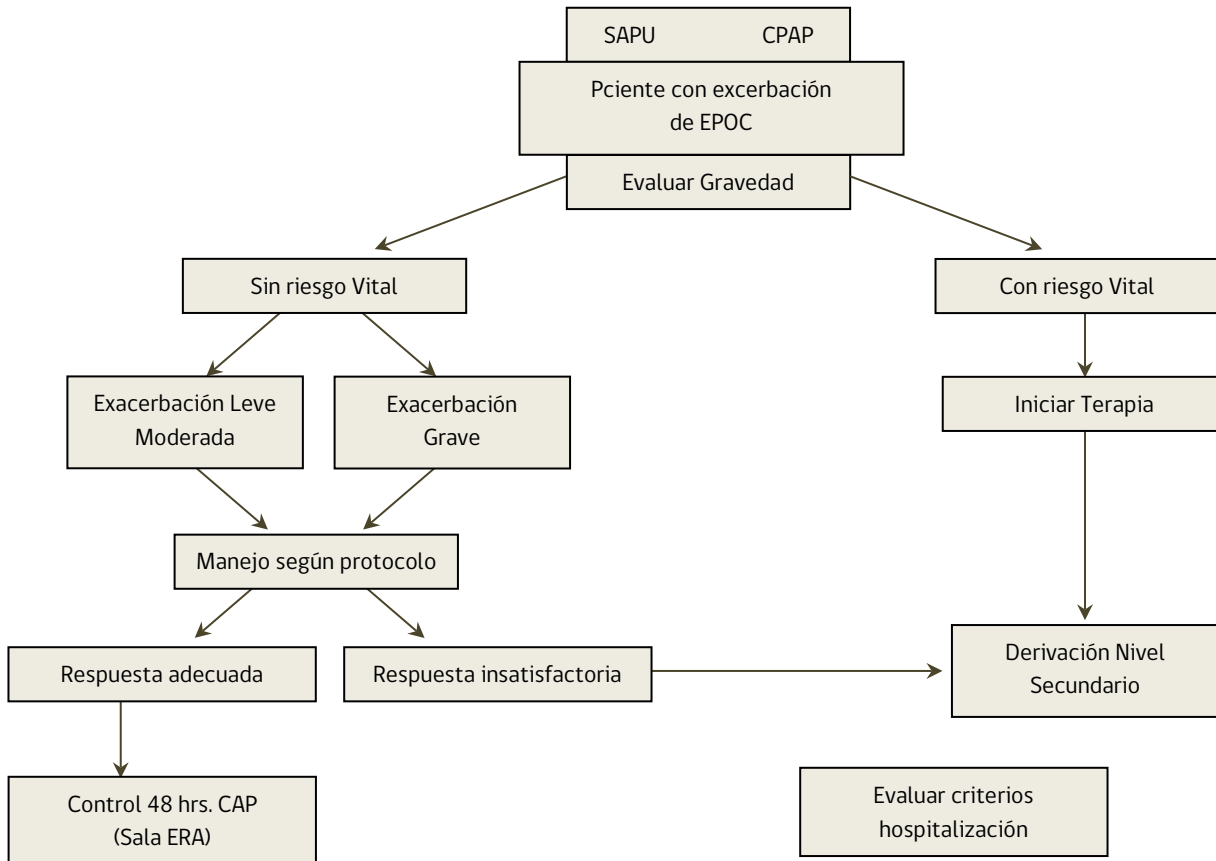 SAPU CPAP
Pciente con excerbación
de EPOC
Evaluar Gravedad
Sin riesgo Vital
Con riesgo Vital
Exacerbación Leve
Moderada
Exacerbación
Grave
Iniciar Terapia
Manejo según protocolo
Respuesta adecuada
Respuesta insatisfactoria
Derivación Nivel
Secundario
Control 48 hrs. CAP
(Sala ERA)
Evaluar criterios
hospitalización